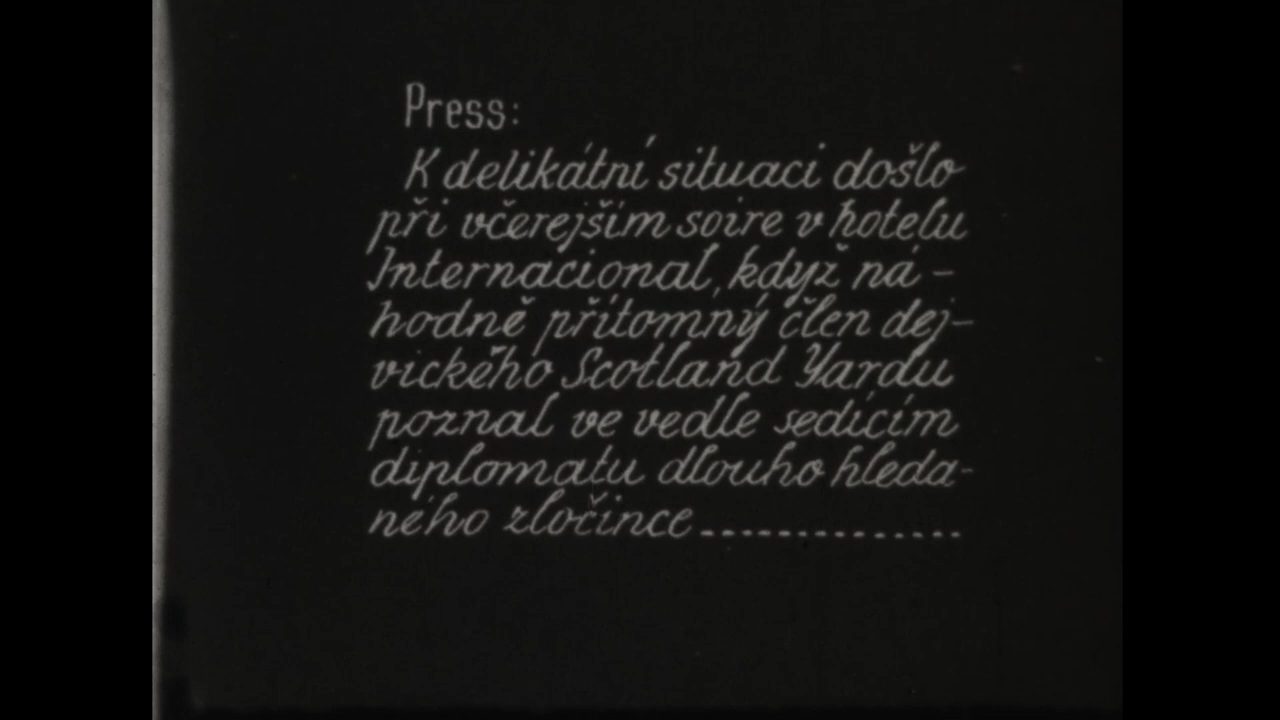 Press:
K delikátní situaci došlo
při včerejším soire v hotelu
Internacional, když ná-
hodně přítomný člen dej-
vického Scotland Yardu
poznal ve vedle sedícím
diplomatu dlouho hleda-
ného zločince..............